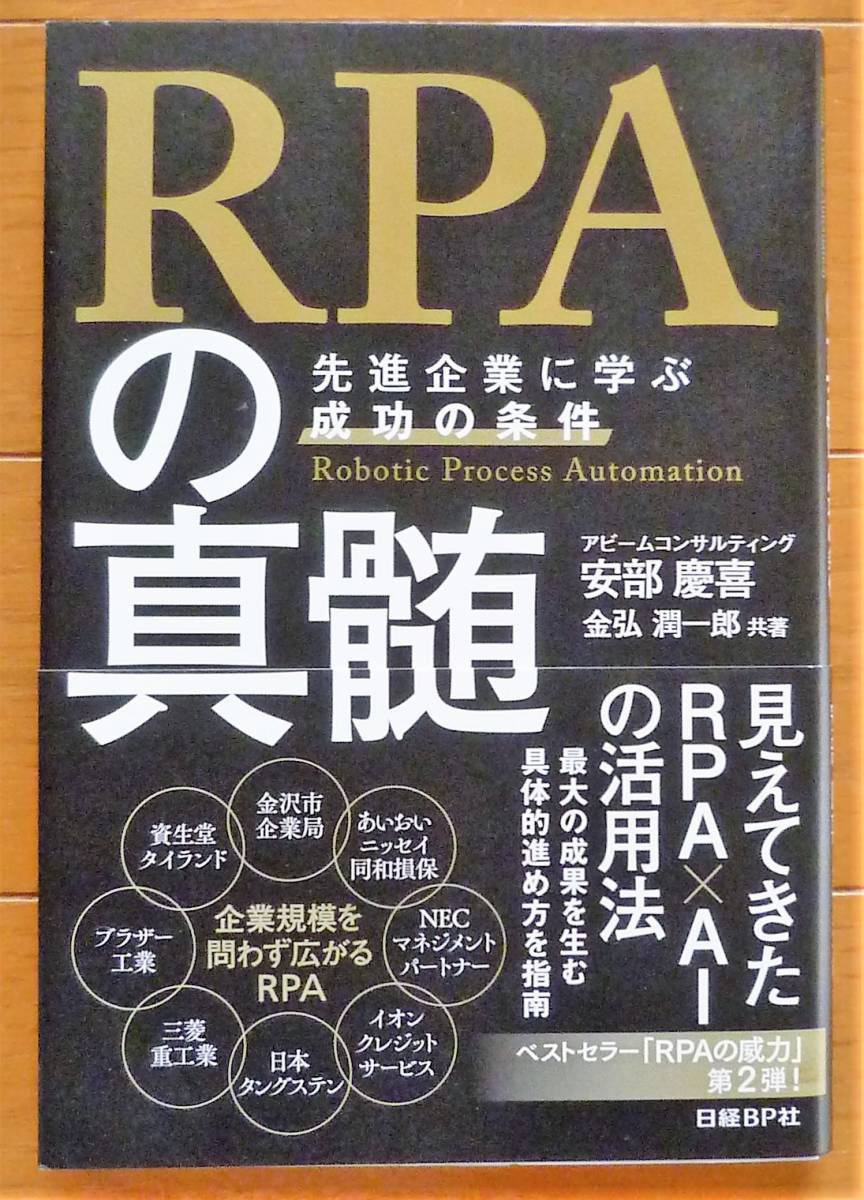 RPA
の
真髄
先進企業に学ぶ
成功の条件
Robotic Process Automation
アビームコンサルティング
安部 慶喜
金弘 潤一郎 共著
見えてきた
RPA×AI
の活用法
最大の成果を生む
具体的進め方を指南
金沢市
企業局
あいおい
ニッセイ
同和損保
NEC
マネジメント
パートナー
イオン
クレジット
サービス
日本
タングステン
三菱
重工業
ブラザー
工業
資生堂
タイランド
企業規模を
問わず広がる
RPA
ベストセラー「RPAの威力」
第2弾!
日経BP社